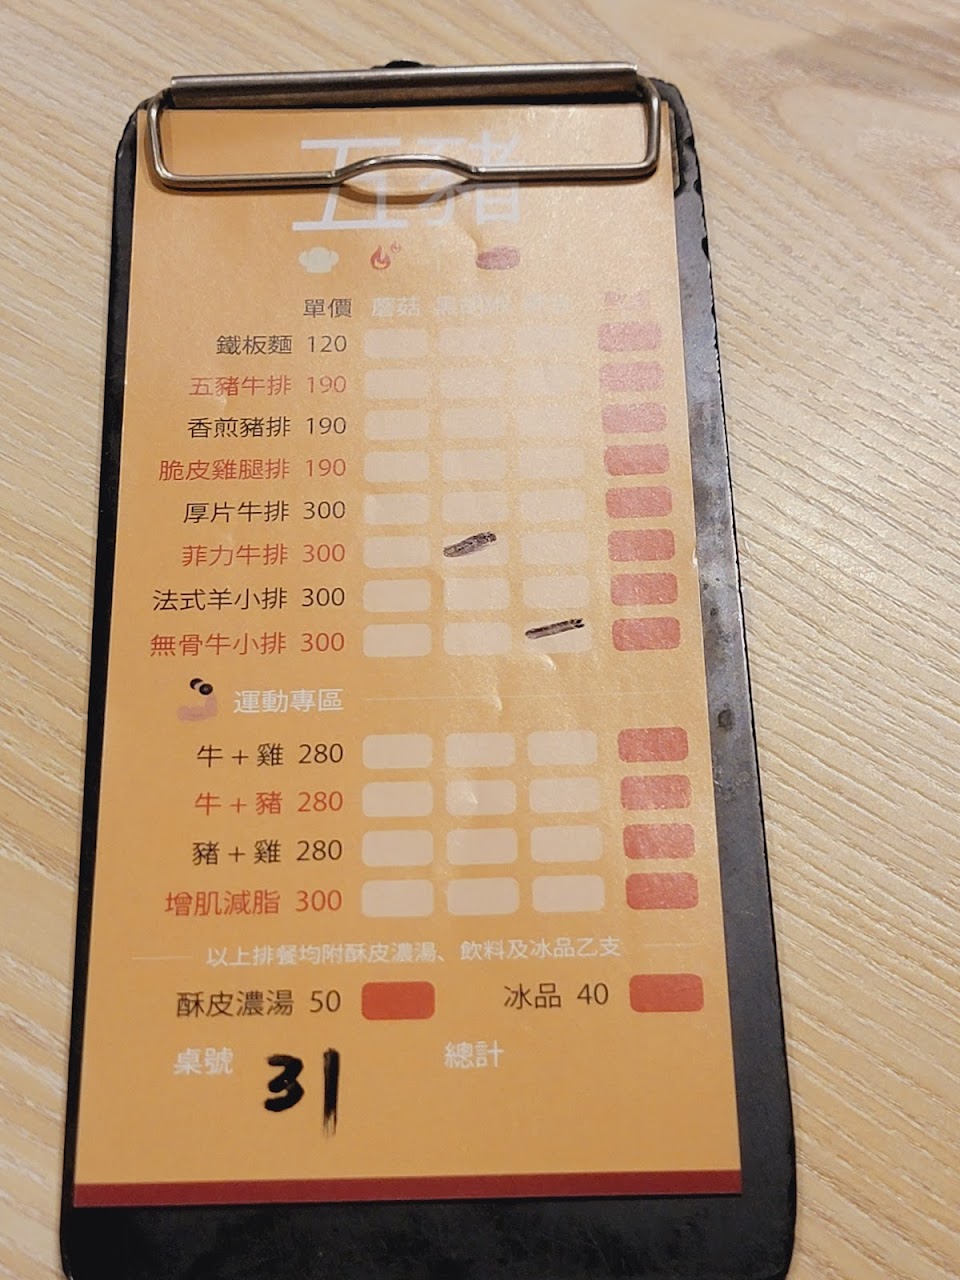 五豬
單價 蘑菇
鐵板麵 120
五豬牛排 190
香煎豬排 190
脆皮雞腿排 190
厚片牛排 300
菲力牛排 300
法式羊小排 300
無骨牛小排 300
運動專區
牛+雞 280
牛+豬 280
豬+雞 280
增肌減脂 300
以上排餐均附酥皮濃湯、飲料及冰品乙支
酥皮濃湯 50 冰品 40
桌號 31 總計